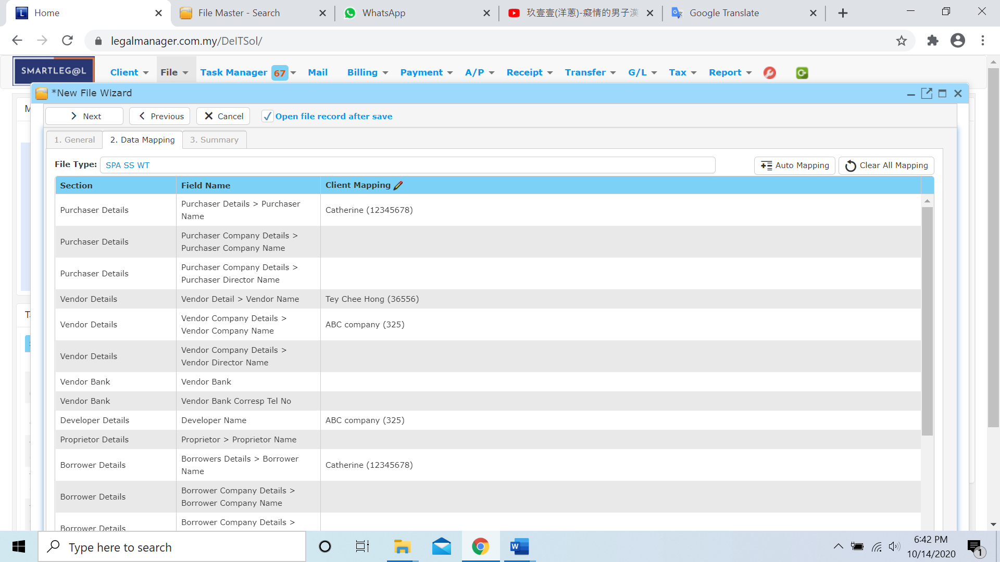 Home
File Master - Search
WhatsApp
玖壹壹(洋蔥)-癡情的男子漢
Google Translate
legalmanager.com.my/DeITSol/
SMARTLEG@L
Client
File
Task Manager 67
Mail
Billing
Payment
A/P
Receipt
Transfer
G/L
Tax
Report
*New File Wizard
Next
Previous
Cancel
Open file record after save
1. General
2. Data Mapping
3. Summary
File Type: SPA SS WT
Auto Mapping
Clear All Mapping
Section Field Name Client Mapping
Purchaser Details
Purchaser Details > Purchaser
Name
Catherine (12345678)
Purchaser Details
Purchaser Company Details >
Purchaser Company Name
Purchaser Details
Purchaser Company Details >
Purchaser Director Name
Vendor Details Vendor Detail > Vendor Name Tey Chee Hong (36556)
Vendor Details
Vendor Company Details >
Vendor Company Name
ABC company (325)
Vendor Details
Vendor Company Details >
Vendor Director Name
Vendor Bank Vendor Bank
Vendor Bank Vendor Bank Corresp Tel No
Developer Details Developer Name ABC company (325)
Proprietor Details Proprietor > Proprietor Name
Borrower Details
Borrowers Details > Borrower
Name
Catherine (12345678)
Borrower Details
Borrower Company Details >
Borrower Company Name
Borrower Details
Borrower Company Details >
Type here to search
6:42 PM
10/14/2020
1